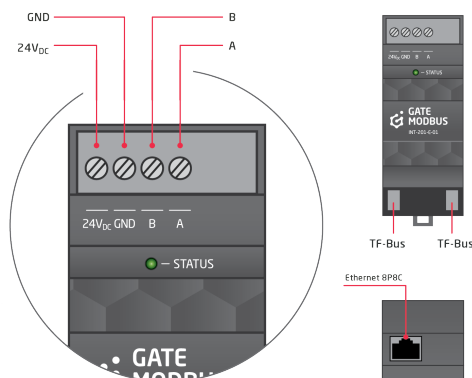 GND
B
24VDC
A
24VDC GND B A
– STATUS
GATE
24VDC GND B A
– STATUS
GATE
MODBUS
INT-201-E-01
TF-Bus TF-Bus
Ethernet 8P8C